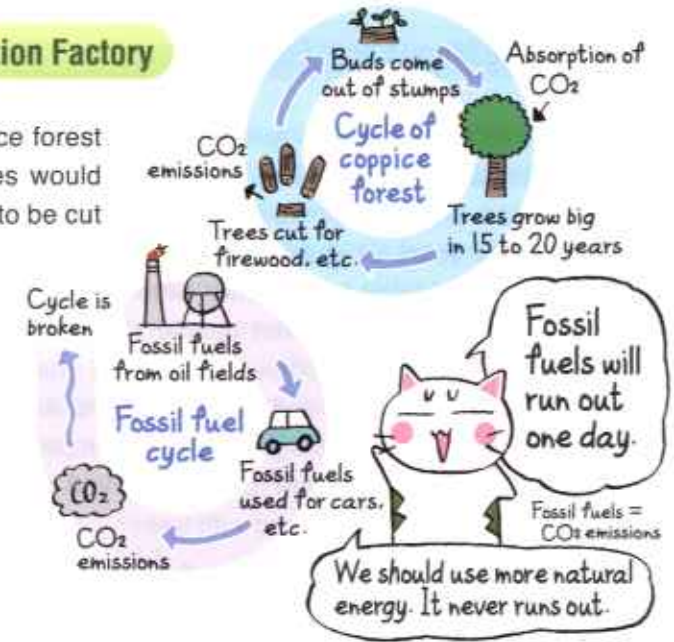 ion Factory
ce forest
es would
to be cut
Buds come
out of stumps
Absorption of
CO2
Cycle of
coppice
forest
CO2
emissions
Trees cut for
firewood, etc.
Trees grow big
in 15 to 20 years
Cycle is
broken
Fossil fuels
from oil fields
Fossil fuel
cycle
Fossil fuels
used for cars,
etc.
CO2
CO2
emissions
Fossil
fuels will
run out
one day.
Fossil fuels =
CO2 emissions
We should use more natural
energy. It never runs out.